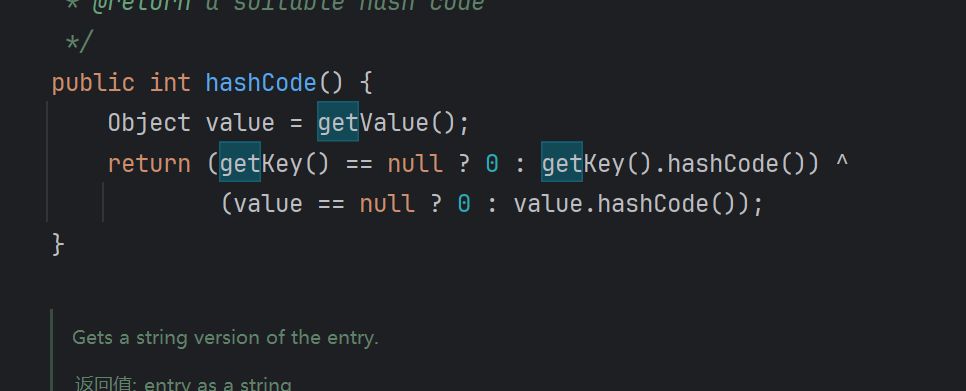 * @return a suitable hash code
*/
public int hashCode() {
Object value = getValue();
return (getKey() == null ? 0 : getKey().hashCode()) ^
(value == null ? 0 : value.hashCode());
}
Gets a string version of the entry.
返回值: entry as a string